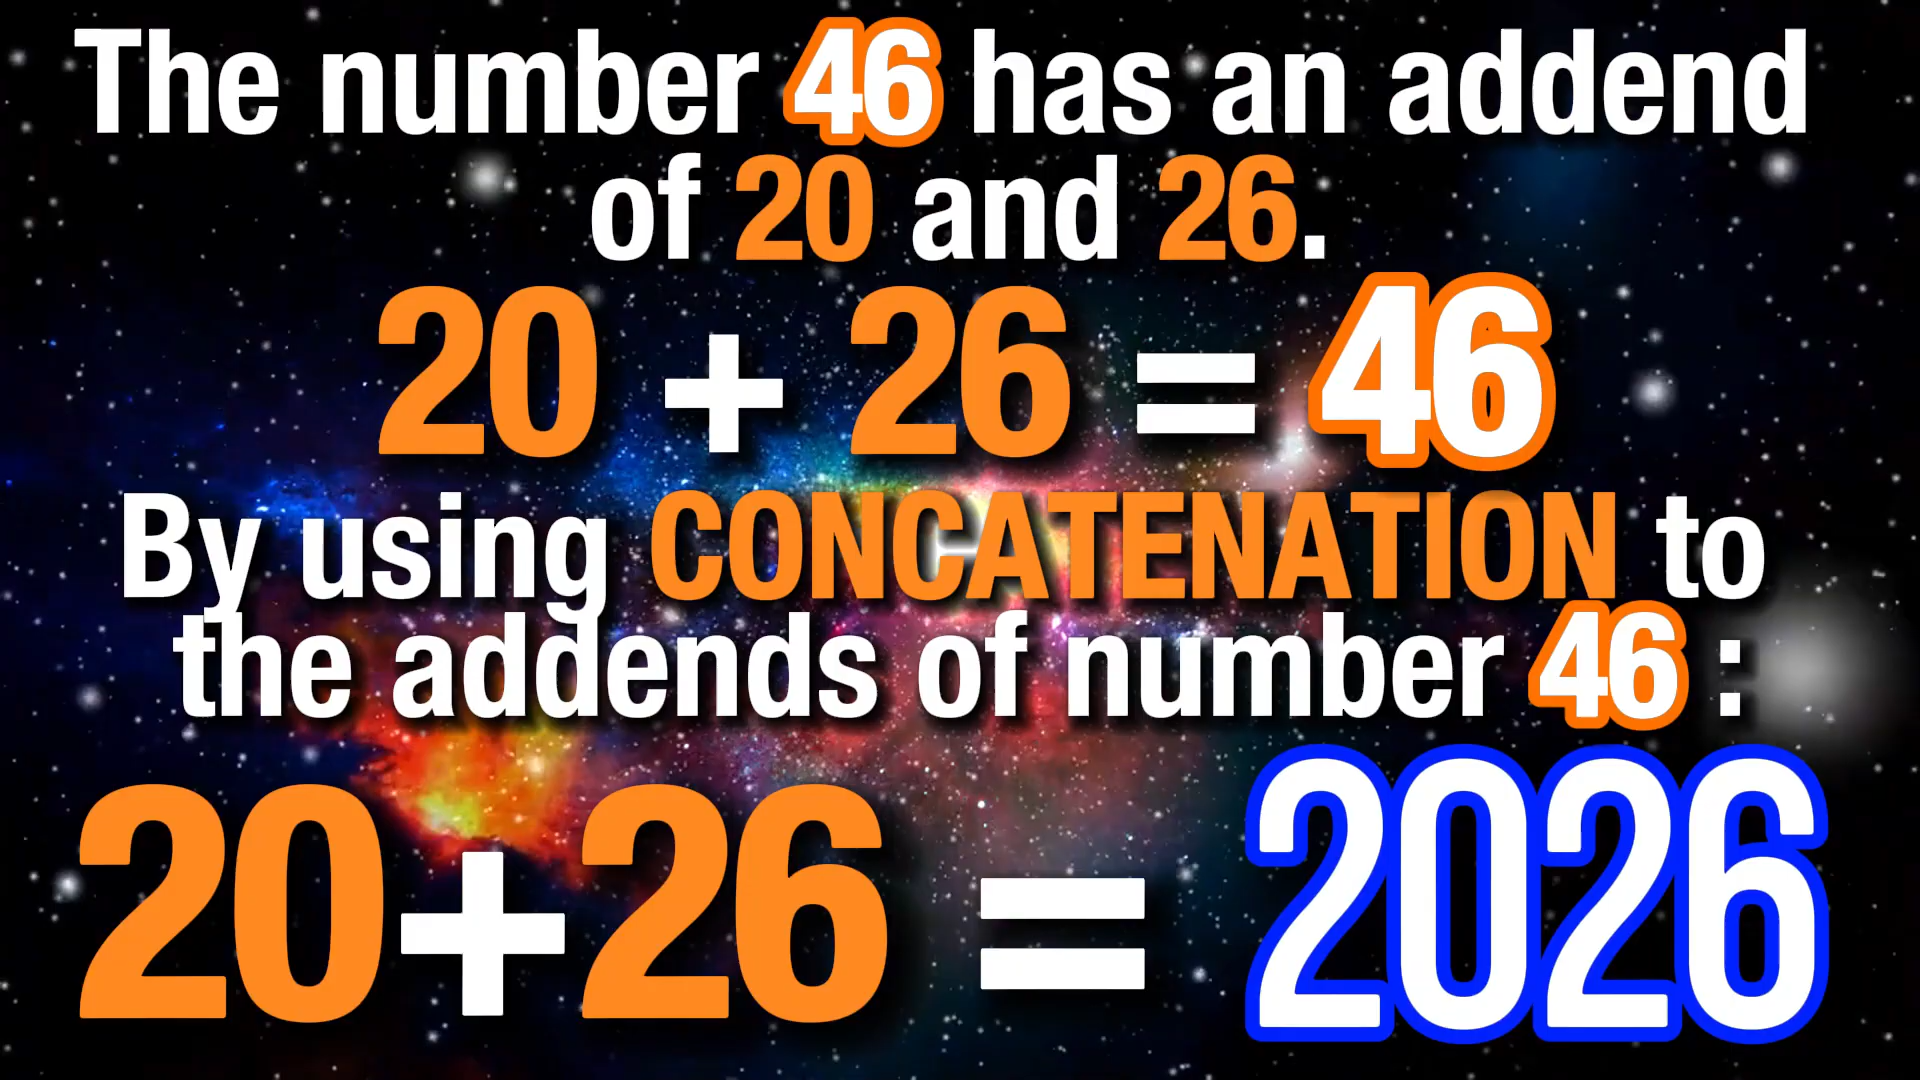 The number 46 has an addend
of 20 and 26.
20 + 26 = 46
By using CONCATENATION to
the addends of number 46 :
20+26 = 2026